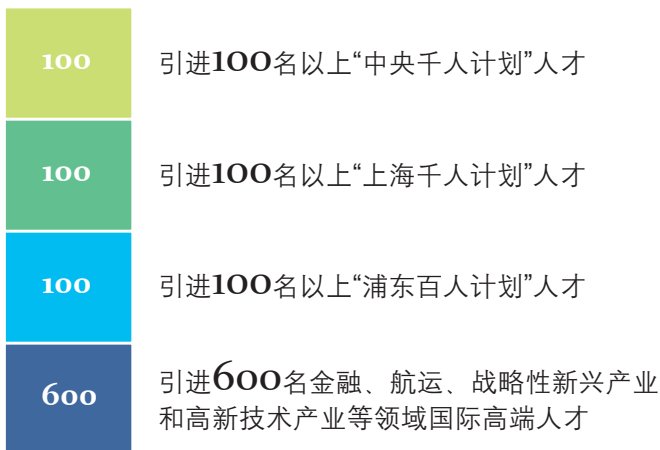 100
引进100名以上“中央千人计划”人才
100
引进100名以上“上海千人计划”人才
100
引进100名以上“浦东百人计划”人才
600
引进600名金融、航运、战略性新兴产业
和高新技术产业等领域国际高端人才